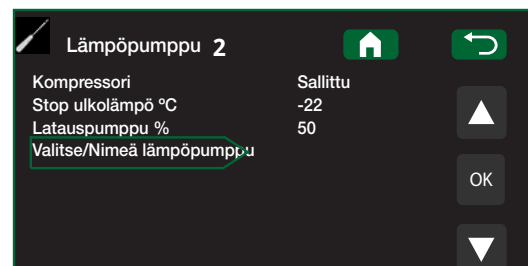 Lämpöpumppu 2
Kompressori Sallittu
Stop ulkolämpö ºC -22
Latauspumppu % 50
Valitse/Nimeä lämpöpumppu
OK